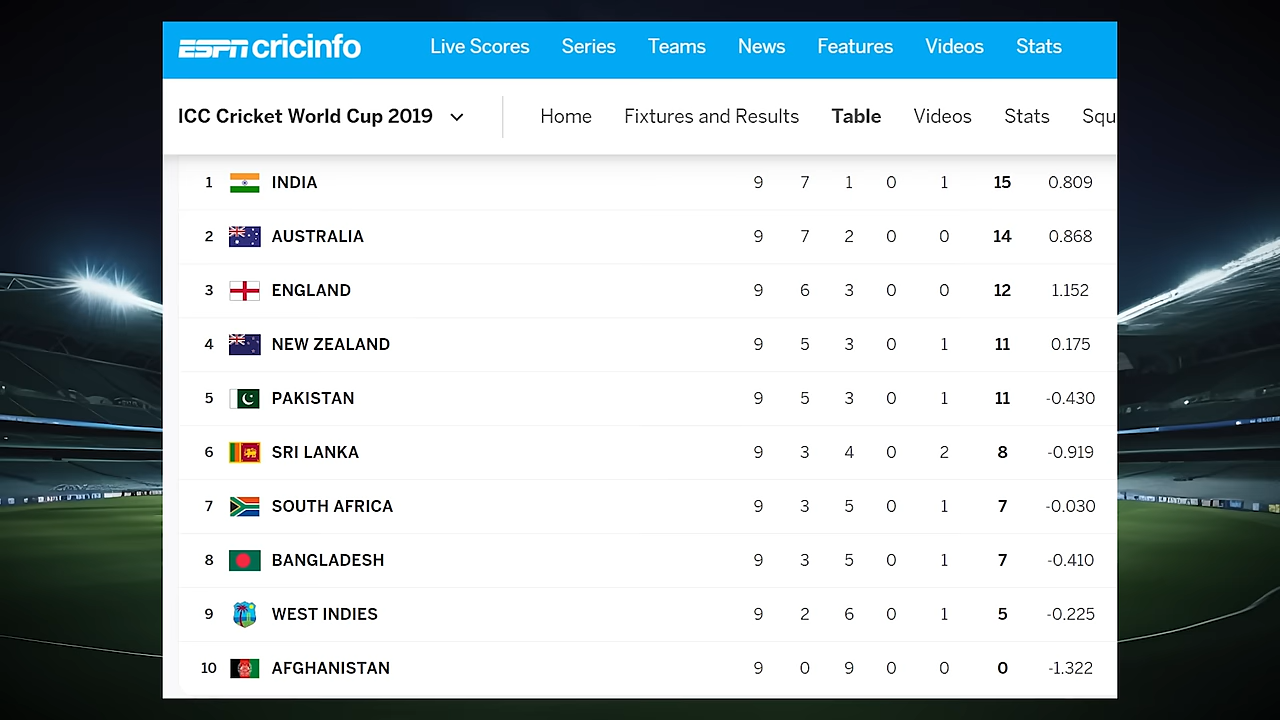 ESPN cricinfo Live Scores Series Teams News Features Videos Stats
ICC Cricket World Cup 2019 Home Fixtures and Results Table Videos Stats Squ
1 INDIA 9 7 1 0 1 15 0.809
2 AUSTRALIA 9 7 2 0 0 14 0.868
3 ENGLAND 9 6 3 0 0 12 1.152
4 NEW ZEALAND 9 5 3 0 1 11 0.175
5 PAKISTAN 9 5 3 0 1 11 -0.430
6 SRI LANKA 9 3 4 0 2 8 -0.919
7 SOUTH AFRICA 9 3 5 0 1 7 -0.030
8 BANGLADESH 9 3 5 0 1 7 -0.410
9 WEST INDIES 9 2 6 0 1 5 -0.225
10 AFGHANISTAN 9 0 9 0 0 0 -1.322